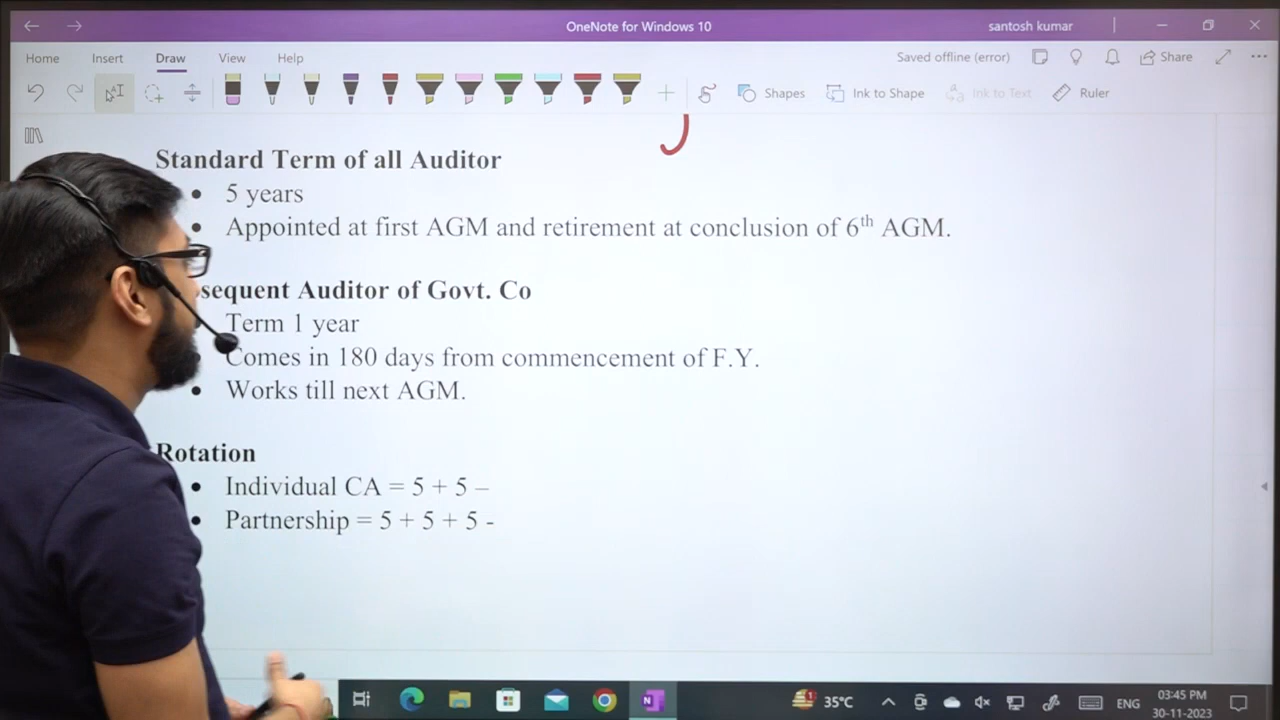 OneNote for Windows 10
santosh kumar
Home Insert Draw View Help
Saved offline (error)
Share
Shapes
Ink to Shape
Ink to Text
Ruler
Standard Term of all Auditor
5 years
Appointed at first AGM and retirement at conclusion of 6th AGM.
sequent Auditor of Govt. Co
Term 1 year
Comes in 180 days from commencement of F.Y.
Works till next AGM.
Rotation
Individual CA = 5 + 5 –
Partnership = 5 + 5 + 5 -
35°C
ENG
03:45 PM
30-11-2023